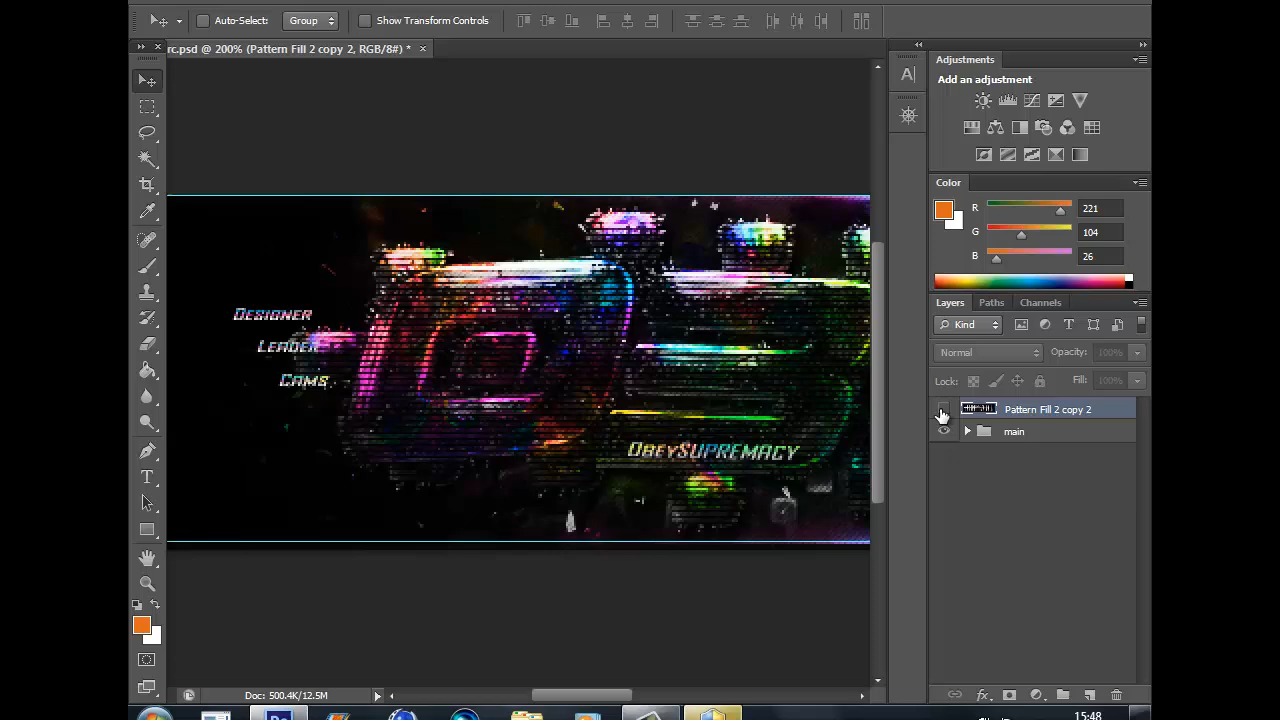 Auto-Select: Group Show Transform Controls
rc.psd @ 200% (Pattern Fill 2 copy 2, RGB/8#) *
Adjustments
Add an adjustment
Color
R 221
G 104
B 26
Layers Paths Channels
Kind
Normal Opacity: 100%
Lock: Fill: 100%
Pattern Fill 2 copy 2
main
Designer
Leader
Cams
ObeySupremacy
Doc: 500.4K/12.5M
15:48